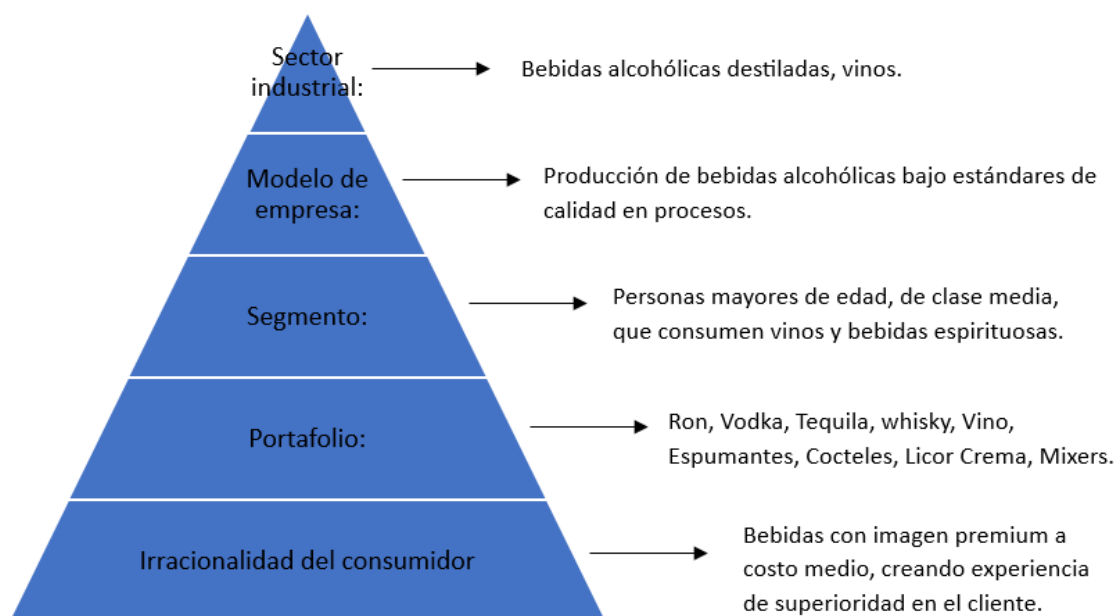 Sector
industrial:
Bebidas alcohólicas destiladas, vinos.
Modelo de
empresa:
Producción de bebidas alcohólicas bajo estándares de
calidad en procesos.
Segmento:
Personas mayores de edad, de clase media,
que consumen vinos y bebidas espirituosas.
Portafolio:
Ron, Vodka, Tequila, whisky, Vino,
Espumantes, Cocteles, Licor Crema, Mixers.
Irracionalidad del consumidor
Bebidas con imagen premium a
costo medio, creando experiencia
de superioridad en el cliente.